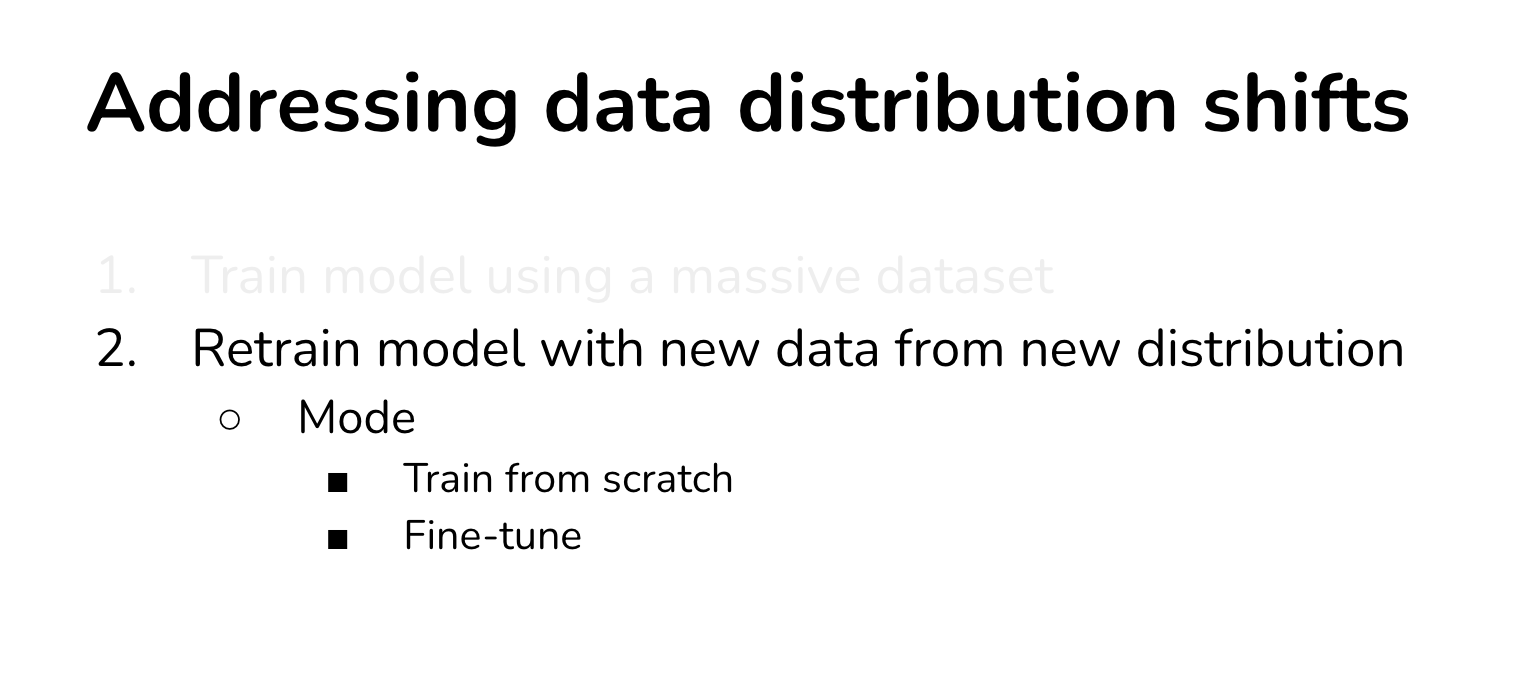 Addressing data distribution shifts
1. Train model using a massive dataset
2. Retrain model with new data from new distribution
○ Mode
■ Train from scratch
■ Fine-tune